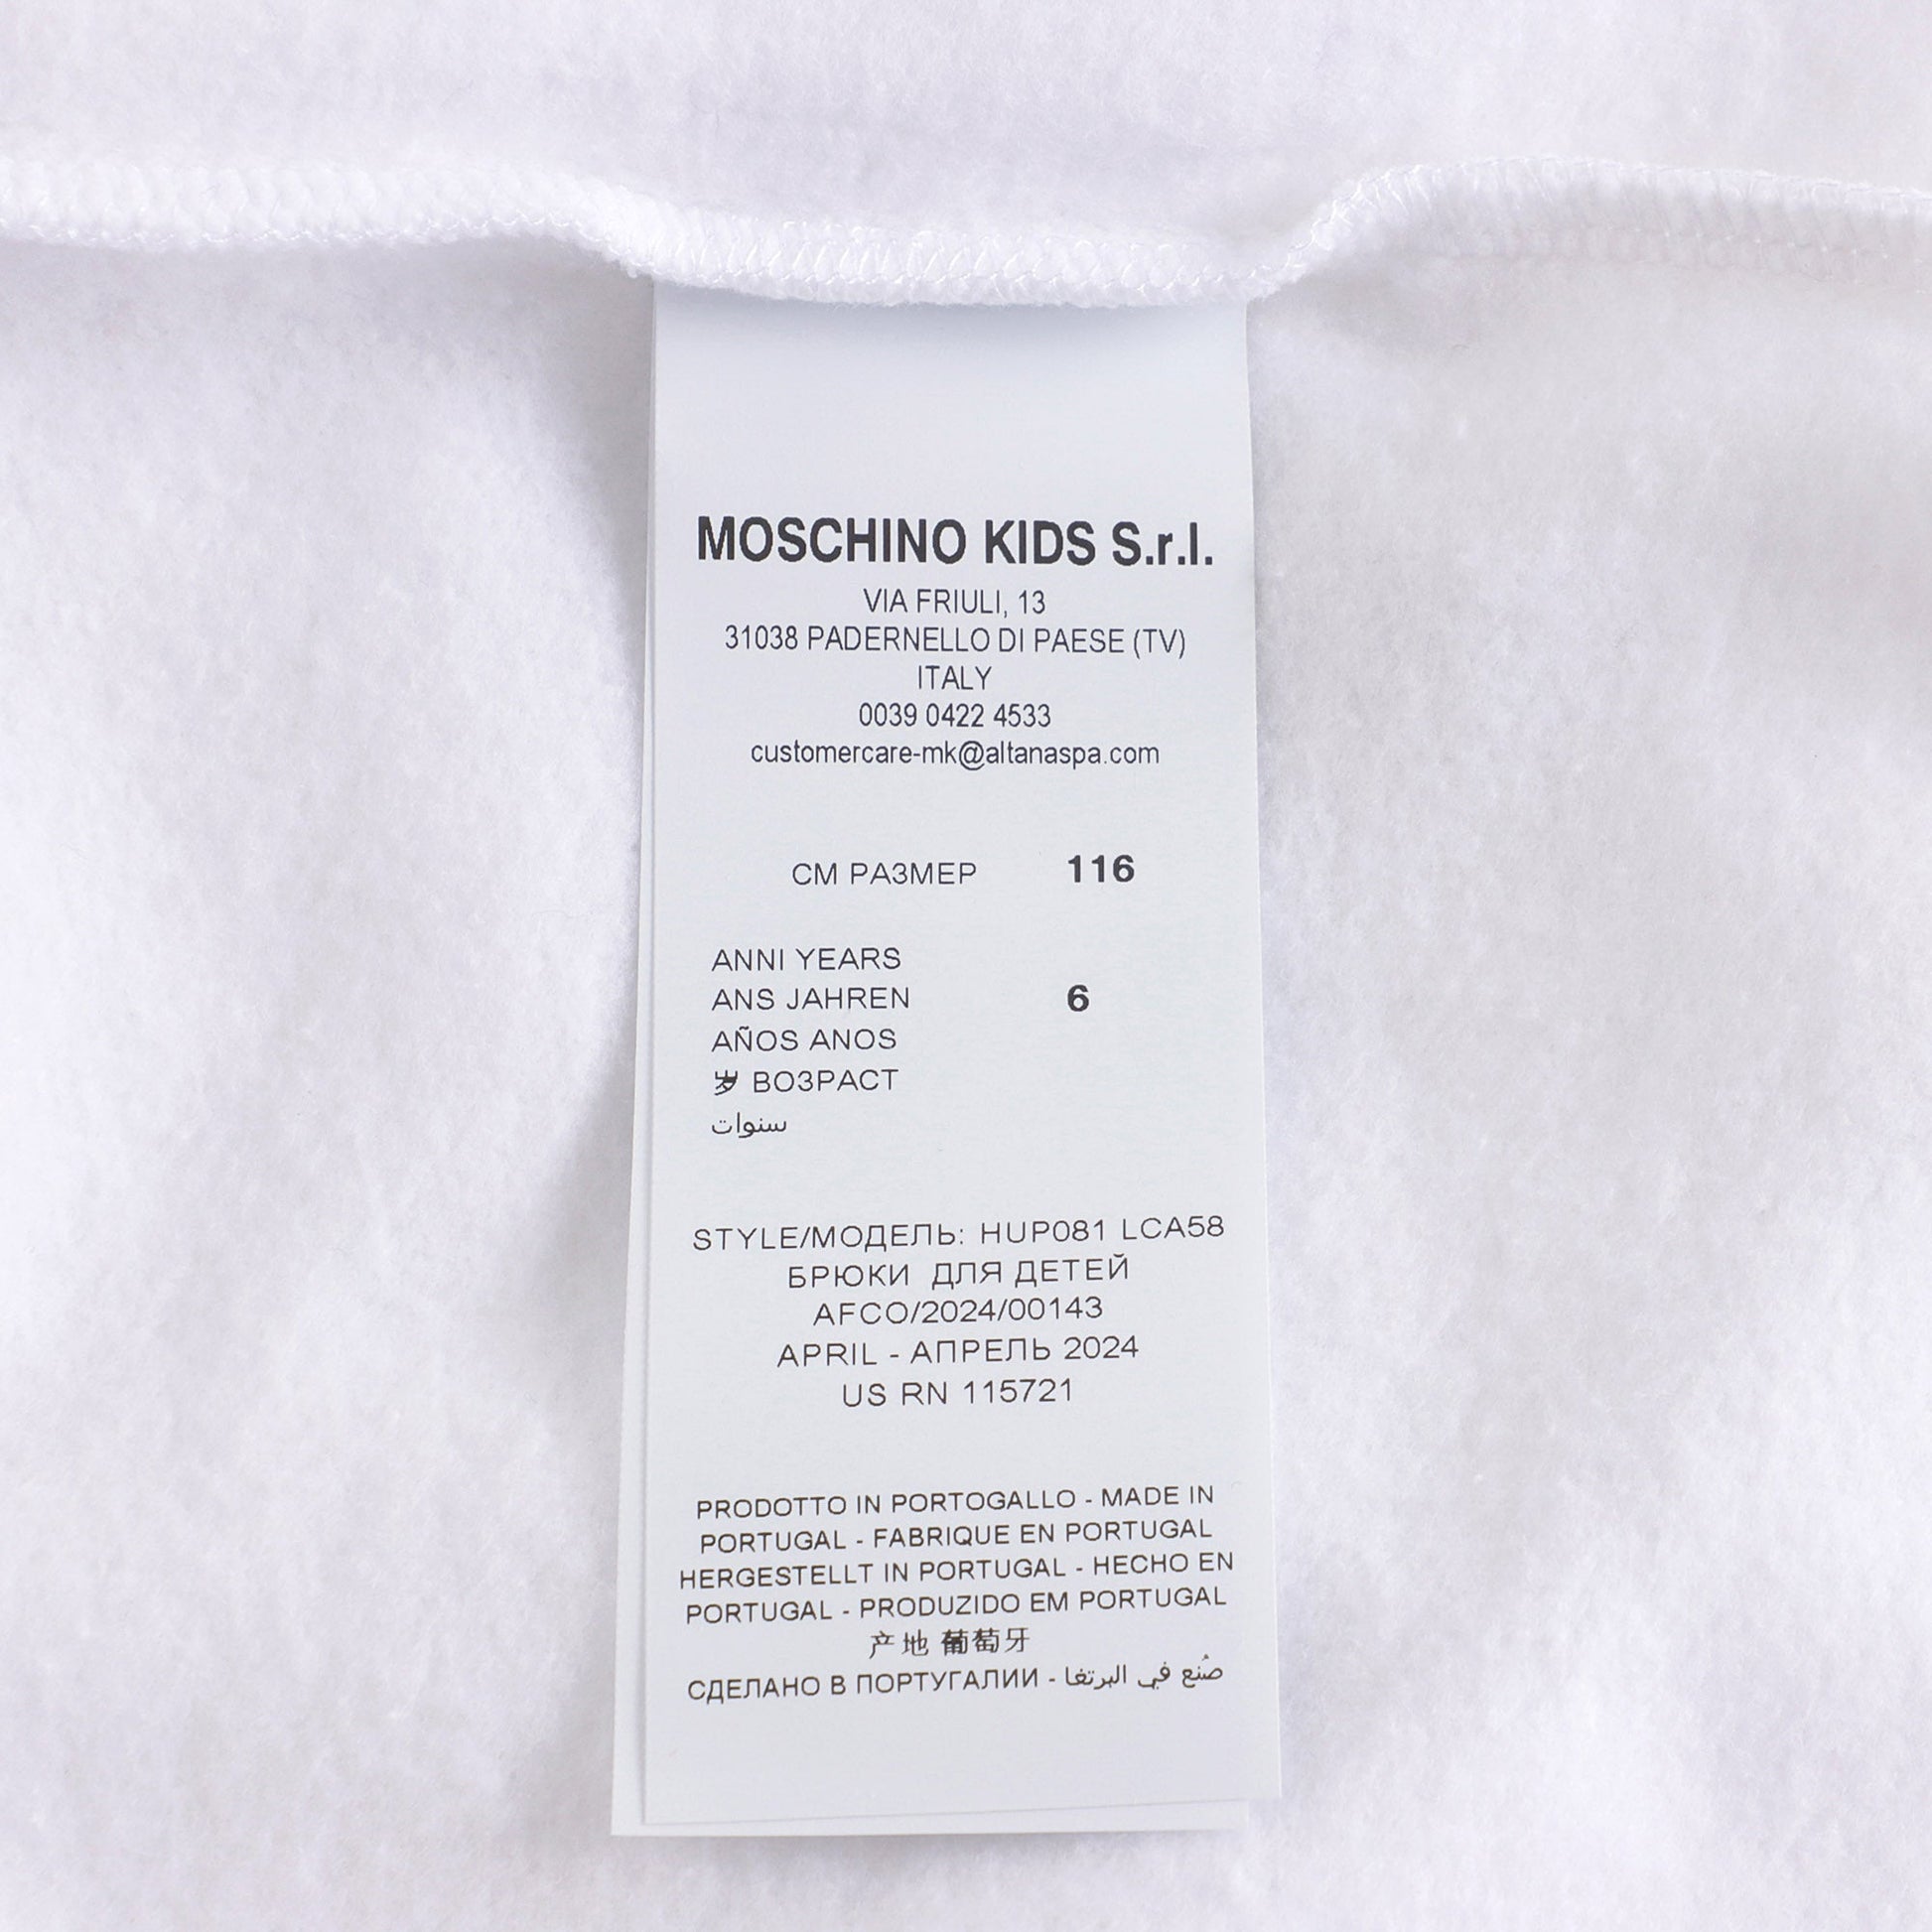 MOSCHINO KIDS S.r.l.
VIA FRIULI, 13
31038 PADERNELLO DI PAESE (TV)
ITALY
0039 0422 4533
customercare-mk@altanaspa.com
СМ РАЗМЕР 116
ANNI YEARS
ANS JAHREN 6
AÑOS ANOS
岁 ВОЗРАСТ
سنوات
STYLE/МОДЕЛЬ: HUP081 LCA58
БРЮКИ ДЛЯ ДЕТЕЙ
AFCO/2024/00143
APRIL - АПРЕЛЬ 2024
US RN 115721
PRODOTTO IN PORTOGALLO - MADE IN
PORTUGAL - FABRIQUE EN PORTUGAL
HERGESTELLT IN PORTUGAL - HECHO EN
PORTUGAL - PRODUZIDO EM PORTUGAL
产地 葡萄牙
СДЕЛАНО В ПОРТУГАЛИИ - صُنع في البرتغا